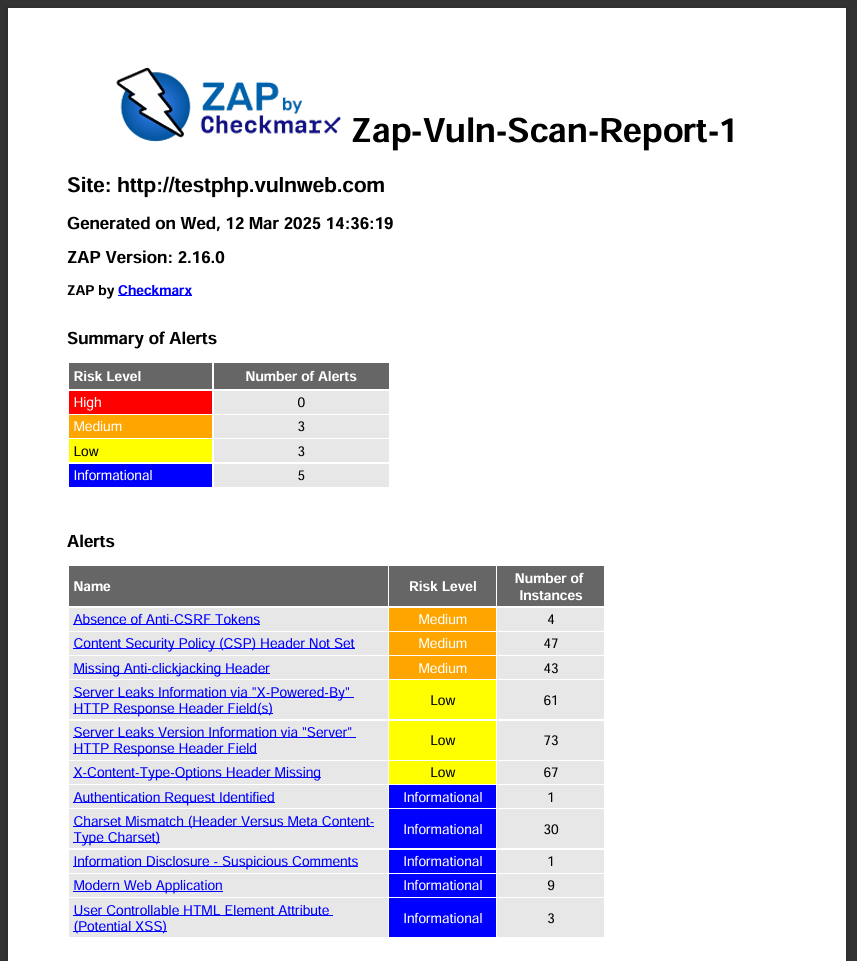 ZAP by
Checkmarx Zap-Vuln-Scan-Report-1
Site: http://testphp.vulnweb.com
Generated on Wed, 12 Mar 2025 14:36:19
ZAP Version: 2.16.0
ZAP by Checkmarx
Summary of Alerts
Risk Level Number of Alerts
High 0
Medium 3
Low 3
Informational 5
Alerts
Name Risk Level Number of
Instances
Absence of Anti-CSRF Tokens Medium 4
Content Security Policy (CSP) Header Not Set Medium 47
Missing Anti-clickjacking Header Medium 43
Server Leaks Information via "X-Powered-By"
HTTP Response Header Field(s) Low 61
Server Leaks Version Information via "Server"
HTTP Response Header Field Low 73
X-Content-Type-Options Header Missing Low 67
Authentication Request Identified Informational 1
Charset Mismatch (Header Versus Meta Content-
Type Charset) Informational 30
Information Disclosure - Suspicious Comments Informational 1
Modern Web Application Informational 9
User Controllable HTML Element Attribute
(Potential XSS) Informational 3